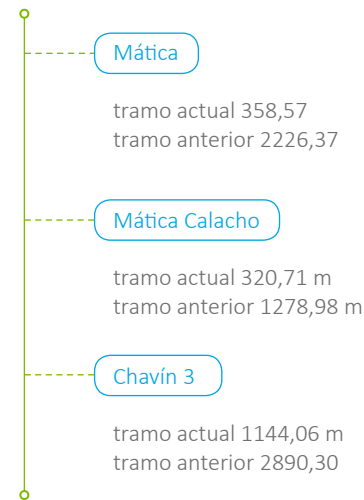 Mática
tramo actual 358,57
tramo anterior 2226,37
Mática Calacho
tramo actual 320,71 m
tramo anterior 1278,98 m
Chavín 3
tramo actual 1144,06 m
tramo anterior 2890,30